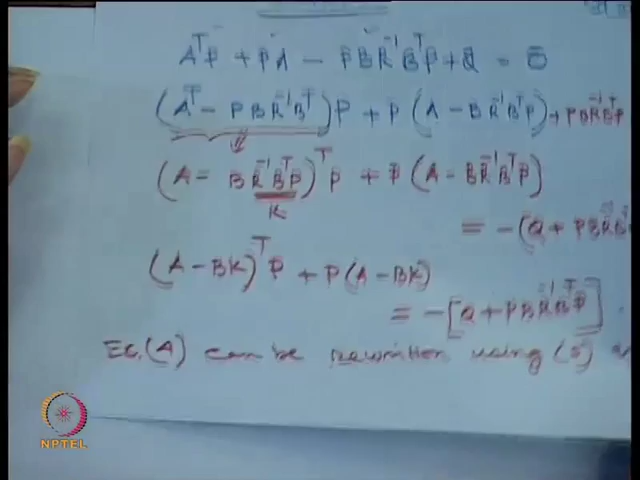 AᵀP + PA - PBR⁻¹BᵀP + Q = 0
(Aᵀ - PBR⁻¹Bᵀ)P + P(A - BR⁻¹BᵀP) + PBR⁻¹BᵀP
(A - BR⁻¹BᵀP)ᵀP + P(A - BR⁻¹BᵀP)
K
= -(Q + PBR⁻¹B
(A - BK)ᵀP + P(A - BK)
= -[Q + PBR⁻¹BᵀP]
Eq.(A) can be rewritten using (5)
NPTEL